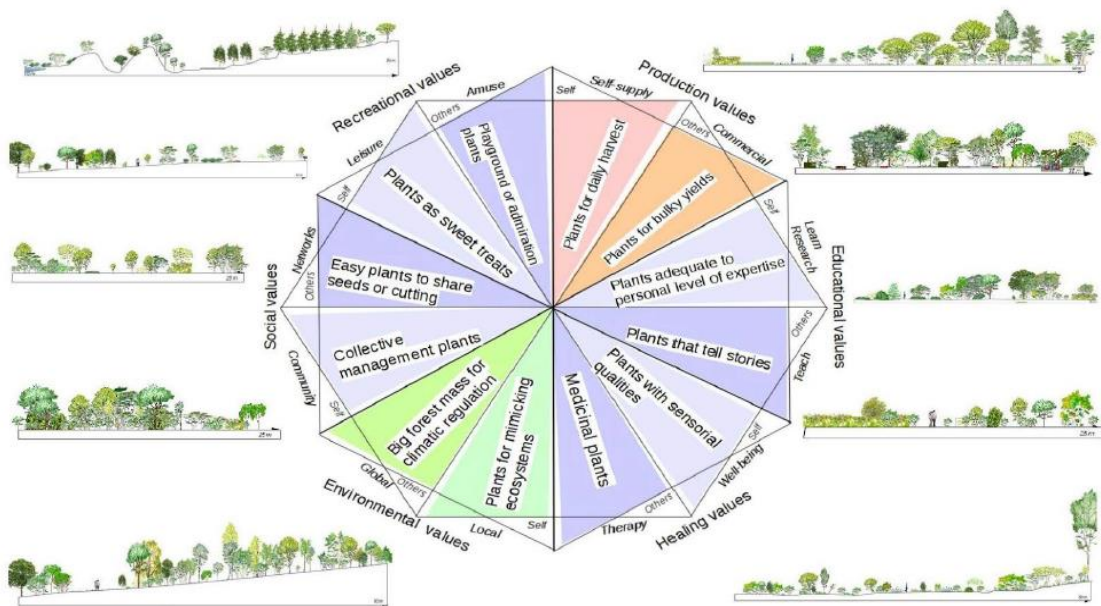 Recreational values
Amuse
Others
Leisure
Self
Playground or admiration
plants
Plants as sweet treats
Production values
Self-supply
Self
Others
Commercial
Plants for daily harvest
Plants for bulky yields
Educational values
Self
Learn
Research
Others
Teach
Plants adequate to
personal level of expertise
Plants that tell stories
Healing values
Self
Well-being
Others
Therapy
Plants with sensorial
qualities
Medicinal plants
Environmental values
Self
Local
Others
Global
Plants for mimicking
ecosystems
Big forest mass for
climatic regulation
Social values
Self
Community
Others
Networks
Collective
management plants
Easy plants to share
seeds or cutting
25 m
25 m
25 m